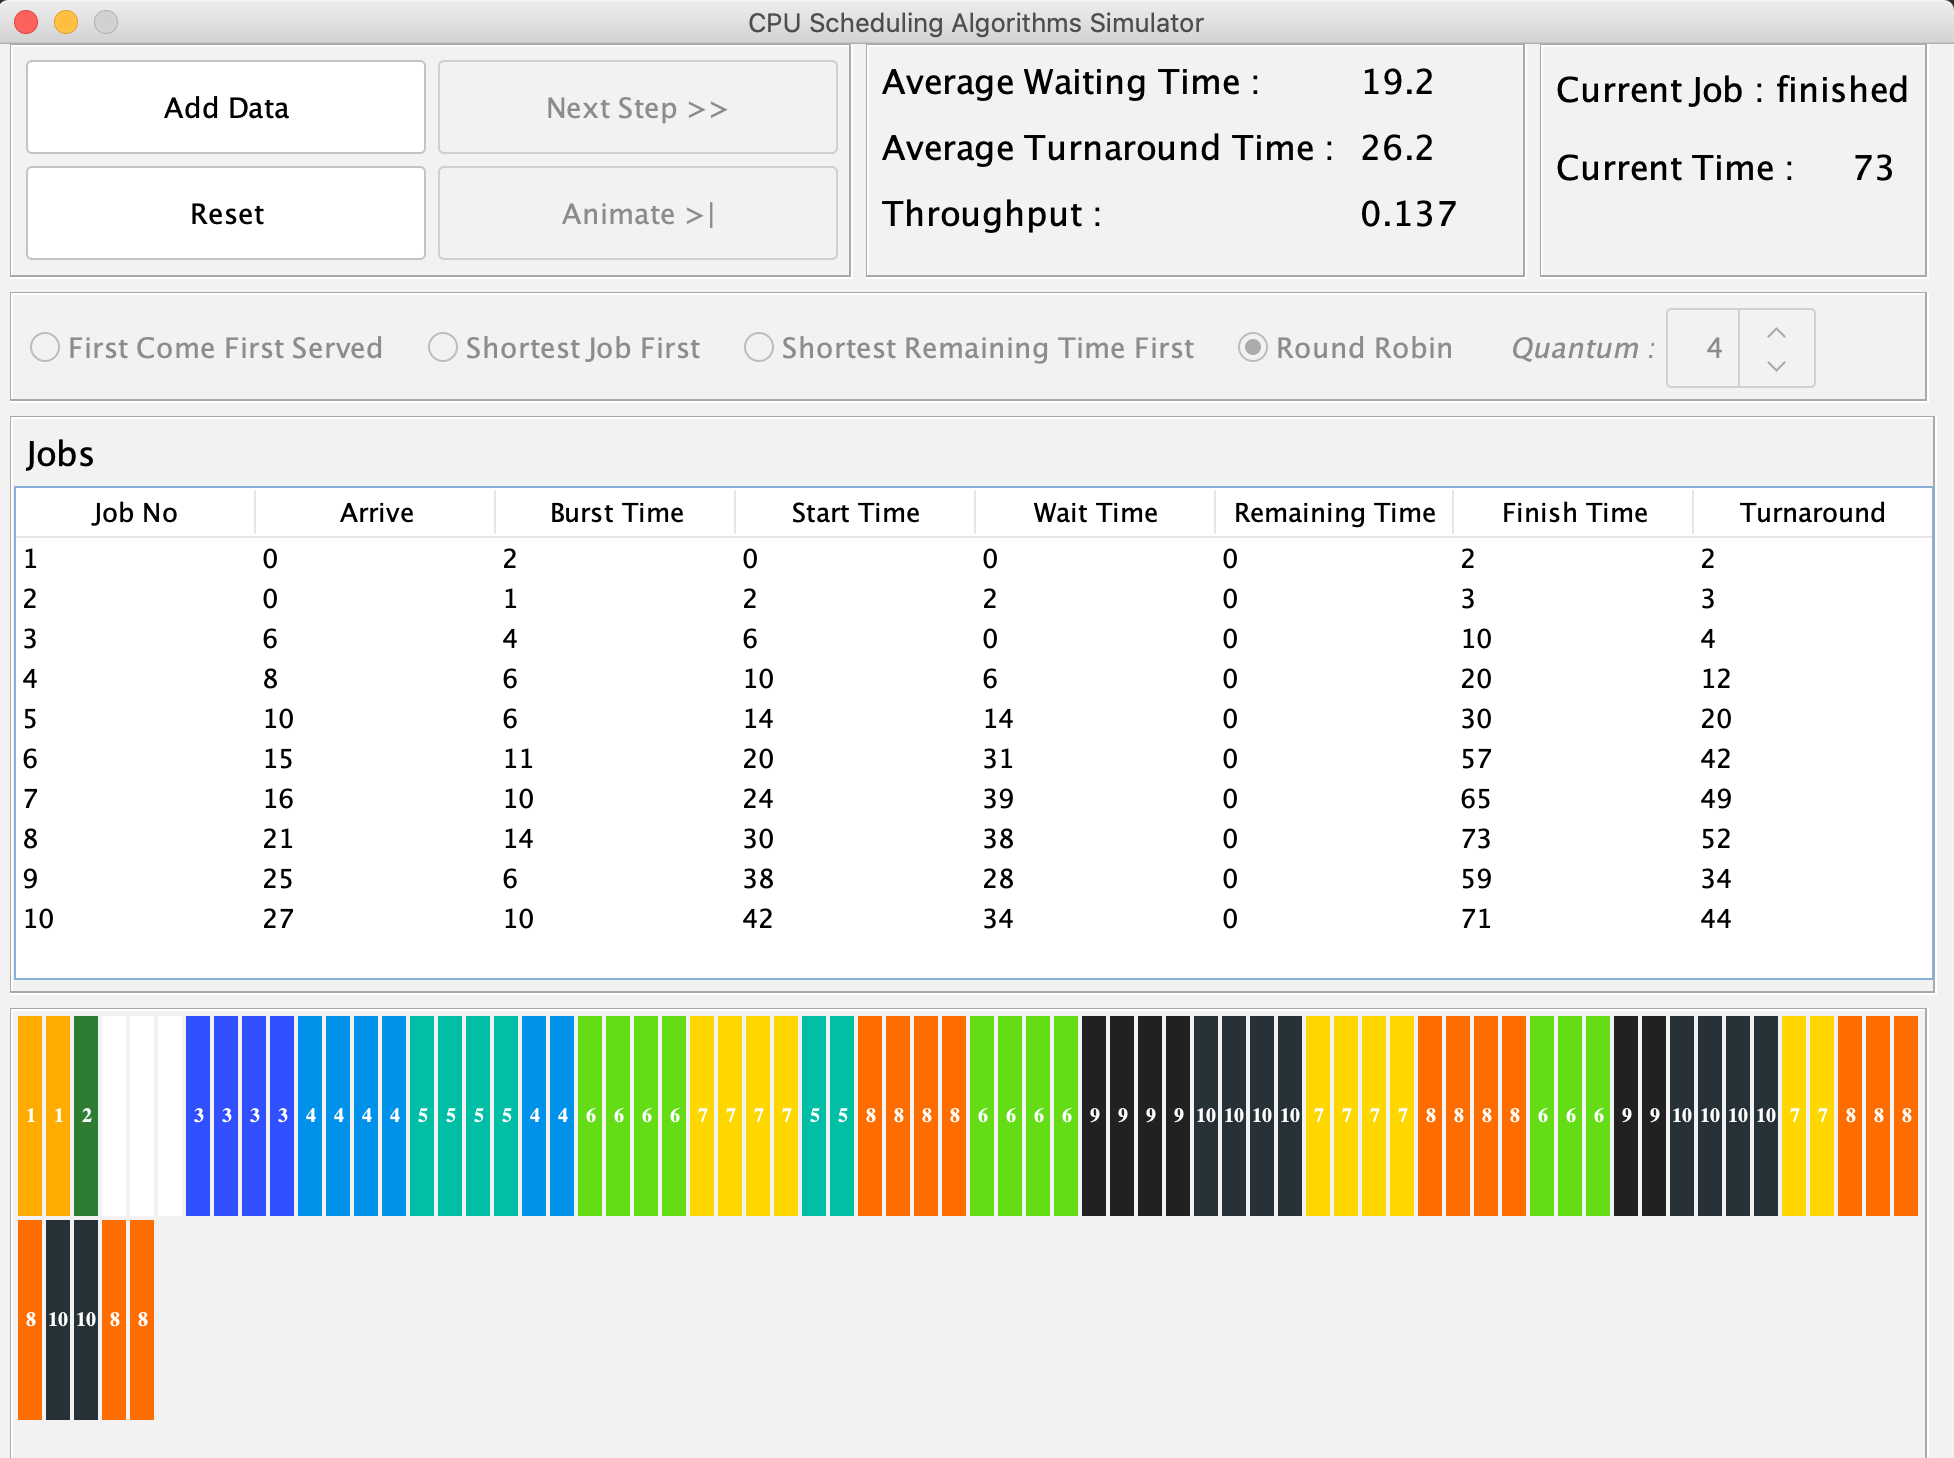 CPU Scheduling Algorithms Simulator
Add Data
Next Step >>
Reset
Animate >|
Average Waiting Time : 19.2
Average Turnaround Time : 26.2
Throughput : 0.137
Current Job : finished
Current Time : 73
First Come First Served Shortest Job First Shortest Remaining Time First Round Robin Quantum : 4
Jobs
Job No Arrive Burst Time Start Time Wait Time Remaining Time Finish Time Turnaround
1 0 2 0 0 0 2 2
2 0 1 2 2 0 3 3
3 6 4 6 0 0 10 4
4 8 6 10 6 0 20 12
5 10 6 14 14 0 30 20
6 15 11 20 31 0 57 42
7 16 10 24 39 0 65 49
8 21 14 30 38 0 73 52
9 25 6 38 28 0 59 34
10 27 10 42 34 0 71 44
1 1 2 3 3 3 3 4 4 4 4 5 5 5 5 4 4 6 6 6 6 7 7 7 7 5 5 8 8 8 8 6 6 6 6 9 9 9 9 10 10 10 10 7 7 7 7 8 8 8 8 6 6 6 9 9 10 10 10 10 7 7 8 8 8
8 10 10 8 8